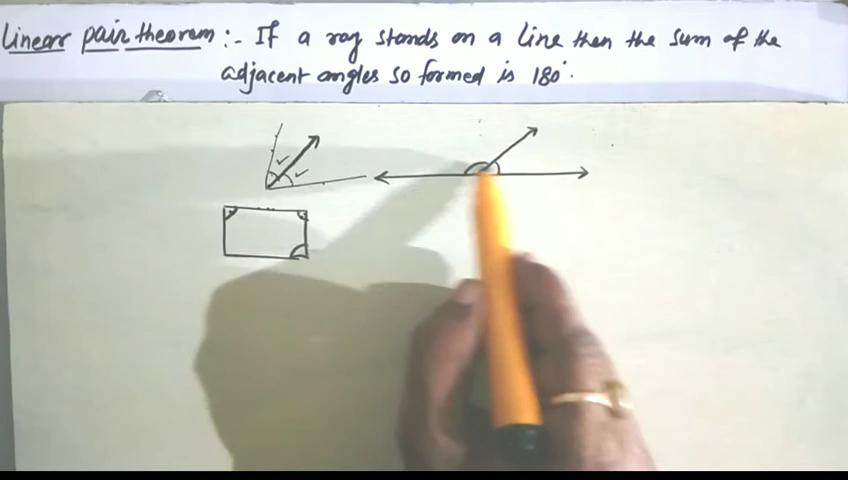 Linear pair theorem :- If a ray stands on a line then the sum of the
adjacent angles so formed is 180°.